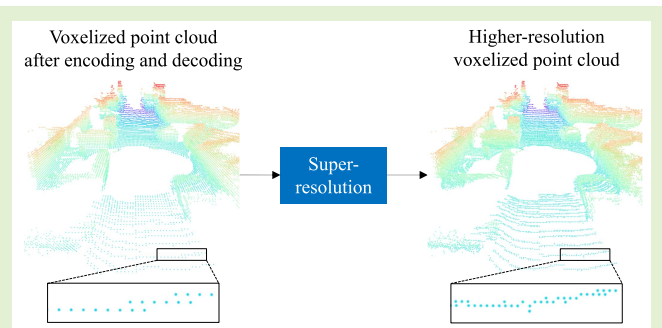 Voxelized point cloud
after encoding and decoding
Higher-resolution
voxelized point cloud
Super-
resolution